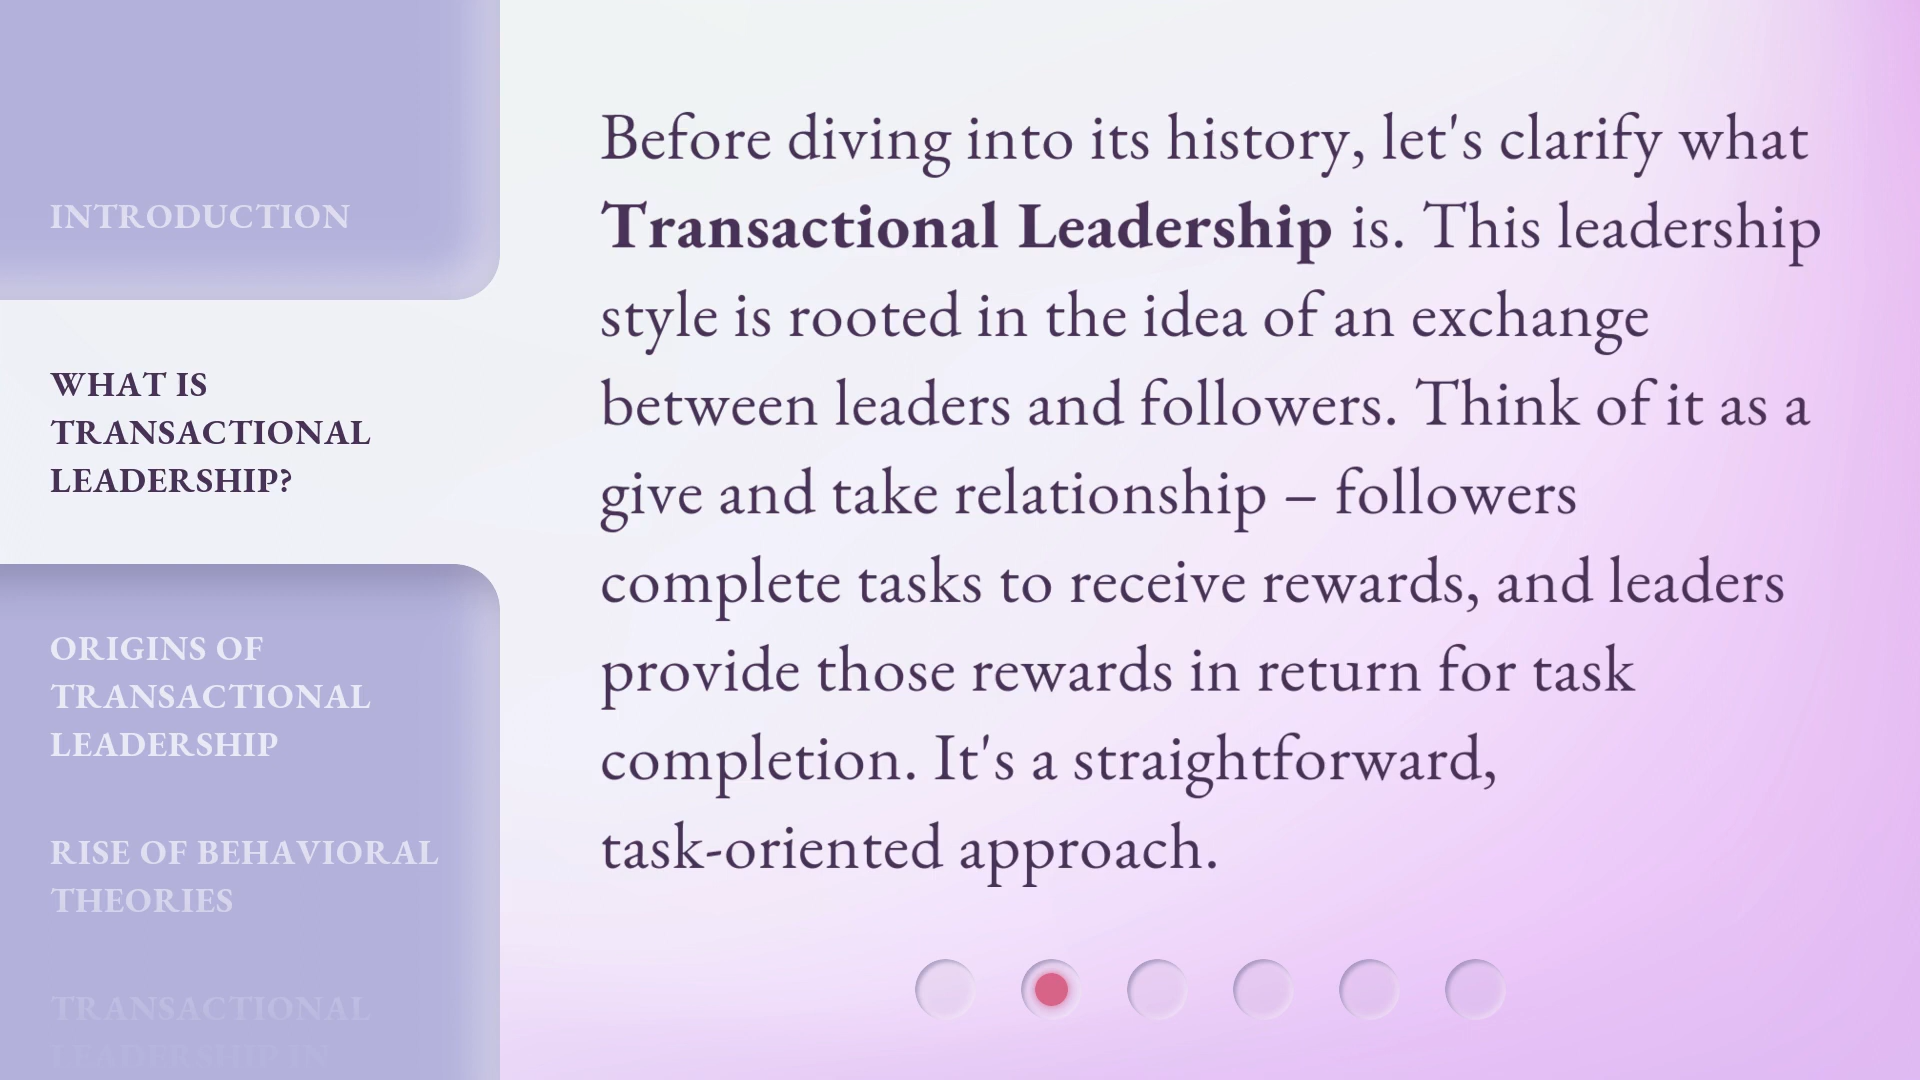 INTRODUCTION
WHAT IS
TRANSACTIONAL
LEADERSHIP?
ORIGINS OF
TRANSACTIONAL
LEADERSHIP
RISE OF BEHAVIORAL
THEORIES
TRANSACTIONAL
LEADERSHIP IN
Before diving into its history, let's clarify what
Transactional Leadership is. This leadership
style is rooted in the idea of an exchange
between leaders and followers. Think of it as a
give and take relationship – followers
complete tasks to receive rewards, and leaders
provide those rewards in return for task
completion. It's a straightforward,
task-oriented approach.